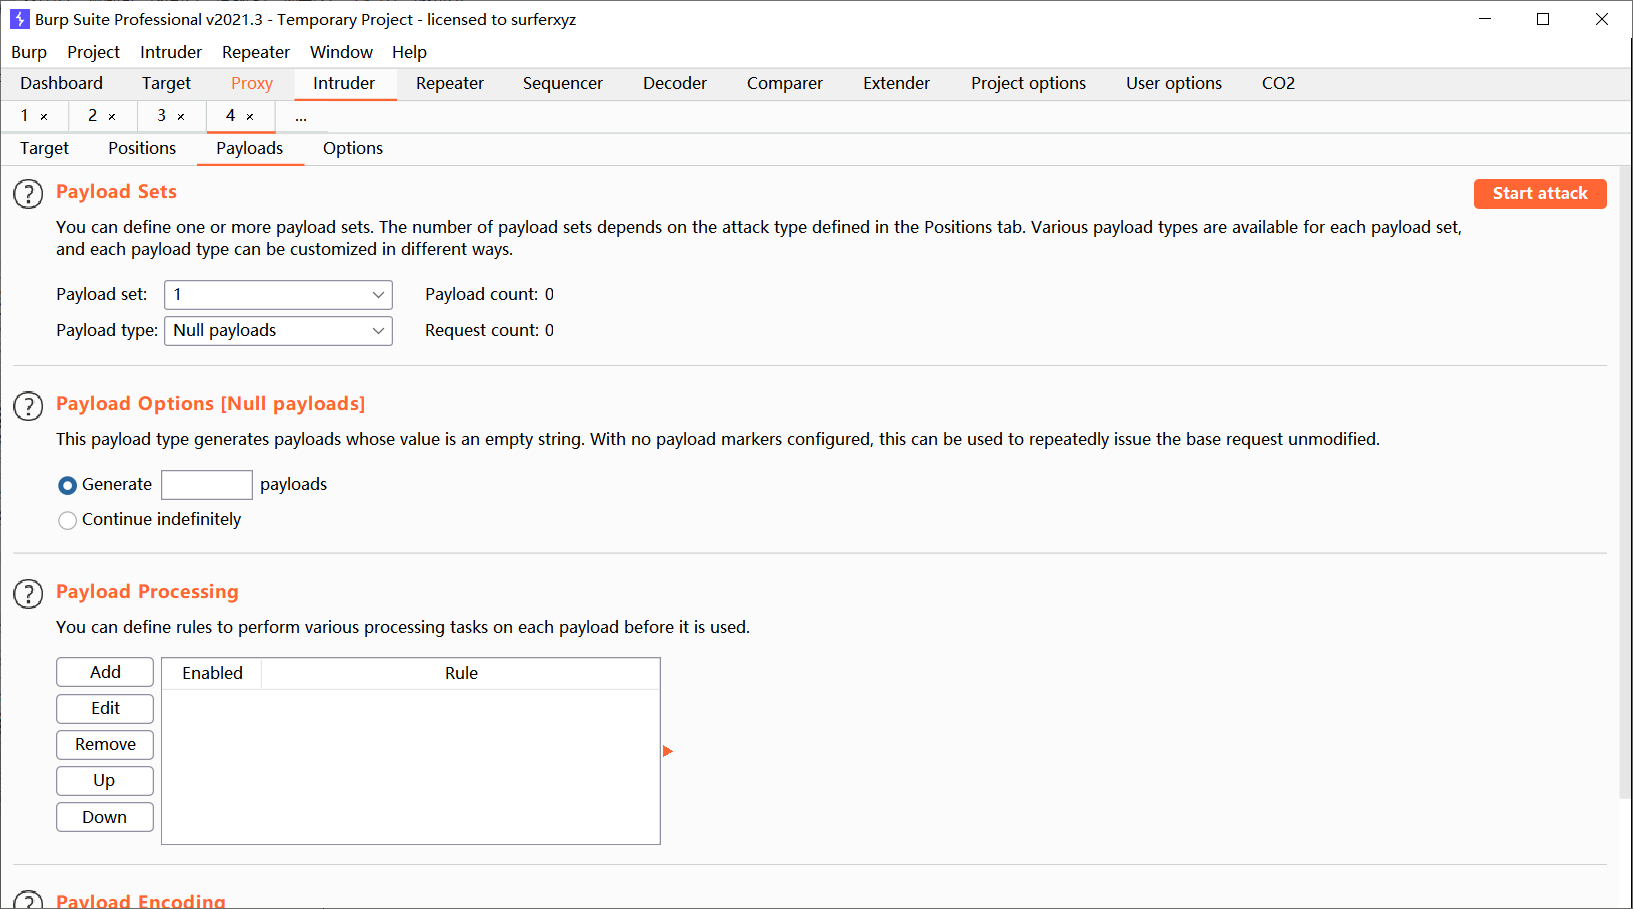 Burp Suite Professional v2021.3 - Temporary Project - licensed to surferxyz
Burp Project Intruder Repeater Window Help
Dashboard Target Proxy Intruder Repeater Sequencer Decoder Comparer Extender Project options User options CO2
1 × 2 × 3 × 4 × ...
Target Positions Payloads Options
? Payload Sets Start attack
You can define one or more payload sets. The number of payload sets depends on the attack type defined in the Positions tab. Various payload types are available for each payload set,
and each payload type can be customized in different ways.
Payload set: 1 Payload count: 0
Payload type: Null payloads Request count: 0
? Payload Options [Null payloads]
This payload type generates payloads whose value is an empty string. With no payload markers configured, this can be used to repeatedly issue the base request unmodified.
Generate payloads
Continue indefinitely
? Payload Processing
You can define rules to perform various processing tasks on each payload before it is used.
Add Enabled Rule
Edit
Remove
Up
Down
? Payload Encoding